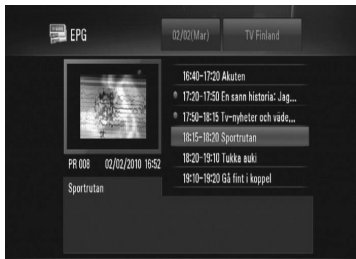 EPG
02/02(Mar) TV Finland
16:40~17:20 Akuten
17:20~17:50 En sann historia: Jag...
17:50~18:15 Tv-nyheter och väde...
18:15~18:20 Sportrutan
18:20~19:10 Tukka auki
19:10~19:20 Gå fint i koppel
PR 008 02/02/2010 16:52
Sportrutan